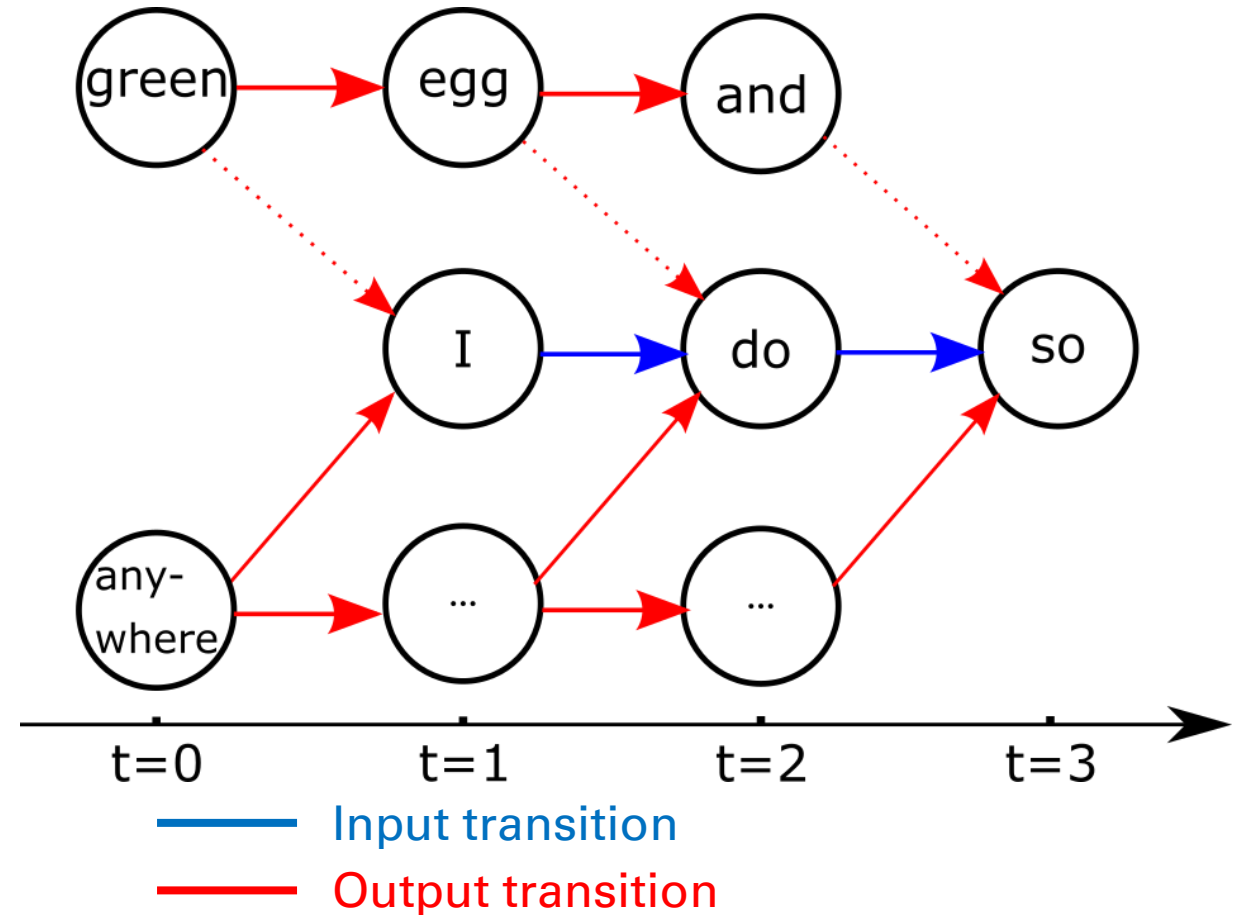 green egg and
I do so
any-
where ... ...
t=0 t=1 t=2 t=3
Input transition
Output transition